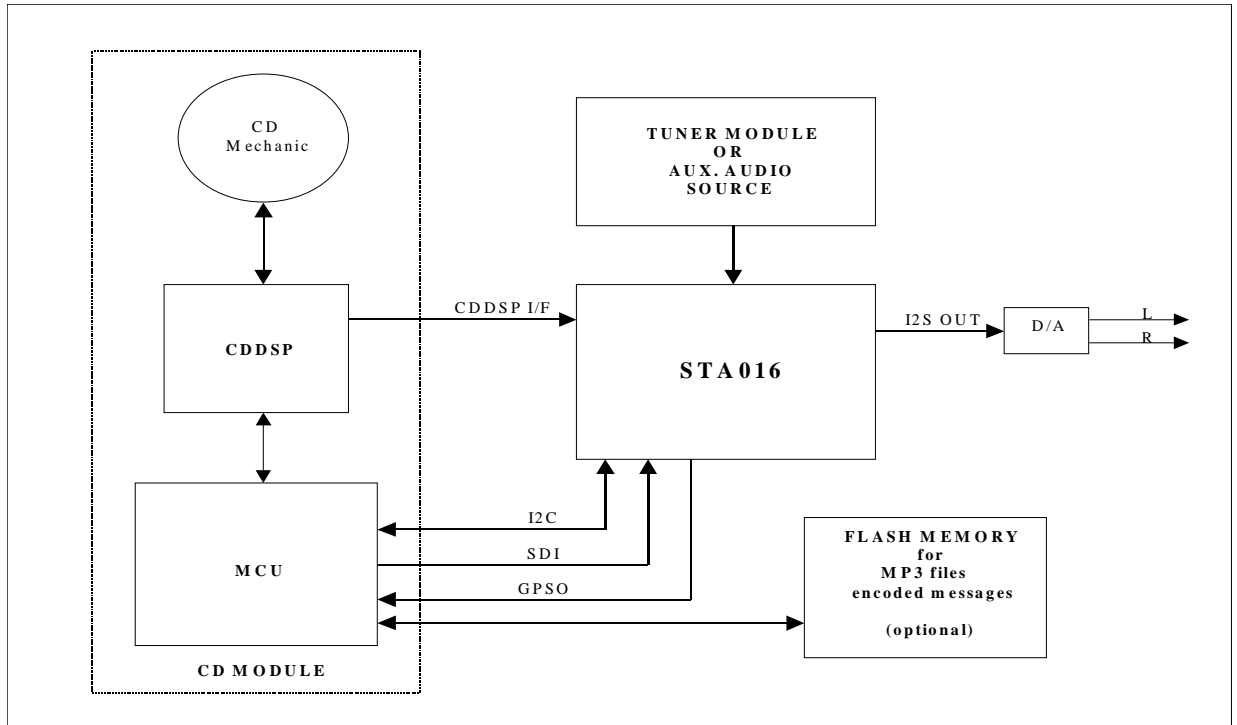 CD
Mechanic
TUNER MODULE
OR
AUX. AUDIO
SOURCE
CDDSP I/F
CDDSP
STA016
I2S OUT
D/A
L
R
I2C
SDI
GPSO
MCU
FLASH MEMORY
for
MP3 files
encoded messages
(optional)
CD MODULE